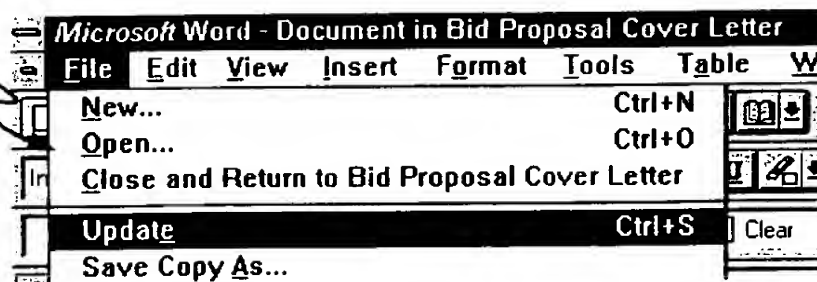 Microsoft Word - Document in Bid Proposal Cover Letter
File Edit View Insert Format Tools Table W
New... Ctrl+N
Open... Ctrl+O
In
Close and Return to Bid Proposal Cover Letter
Update Ctrl+S
Clear
Save Copy As...